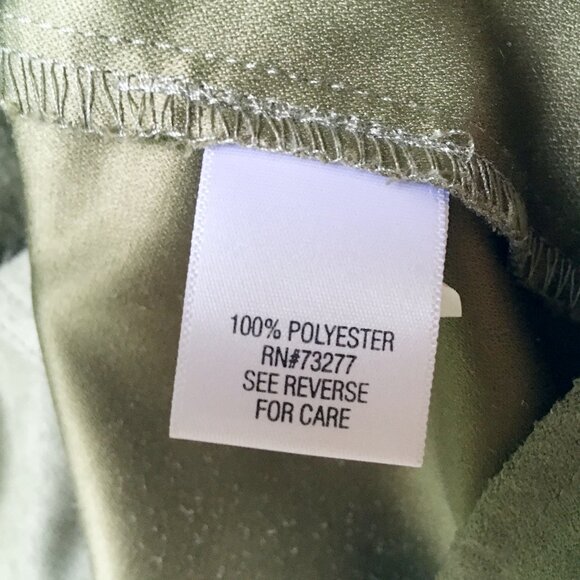 100% POLYESTER
RN#73277
SEE REVERSE
FOR CARE